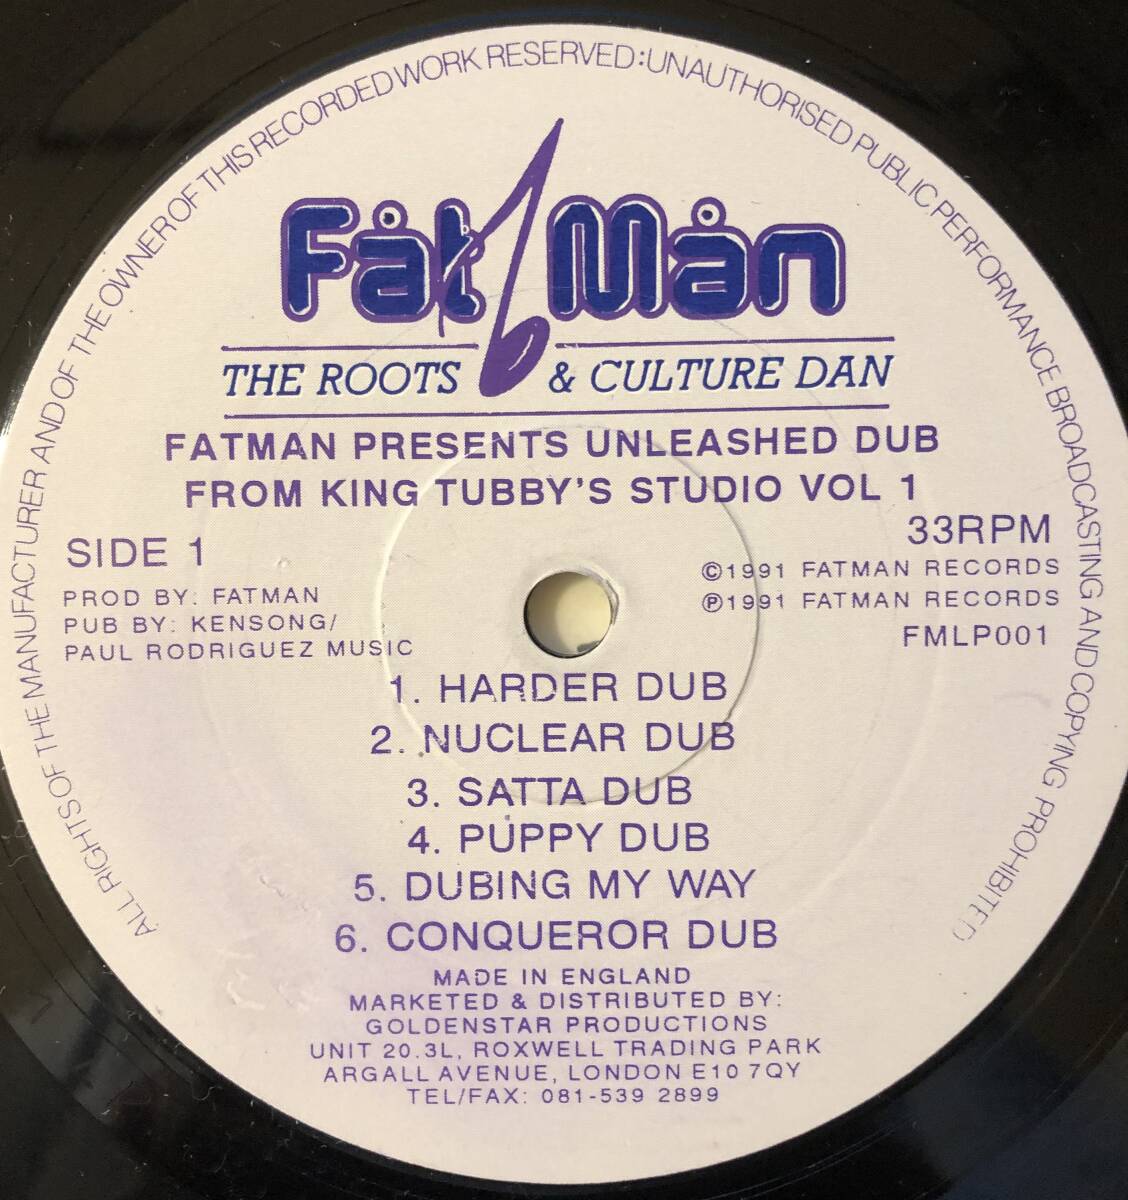 ALL RIGHTS OF THE MANUFACTURER AND OF THE OWNER OF THIS RECORDED WORK RESERVED: UNAUTHORISED PUBLIC PERFORMANCE BROADCASTING AND COPYING PROHIBITED
Fat Man
THE ROOTS & CULTURE DAN
FATMAN PRESENTS UNLEASHED DUB
FROM KING TUBBY'S STUDIO VOL 1
SIDE 1
PROD BY: FATMAN
PUB BY: KENSONG/
PAUL RODRIGUEZ MUSIC
33RPM
©1991 FATMAN RECORDS
℗1991 FATMAN RECORDS
FMLP001
1. HARDER DUB
2. NUCLEAR DUB
3. SATTA DUB
4. PUPPY DUB
5. DUBING MY WAY
6. CONQUEROR DUB
MADE IN ENGLAND
MARKETED & DISTRIBUTED BY:
GOLDENSTAR PRODUCTIONS
UNIT 20.3L, ROXWELL TRADING PARK
ARGALL AVENUE, LONDON E10 7QY
TEL/FAX: 081-539 2899